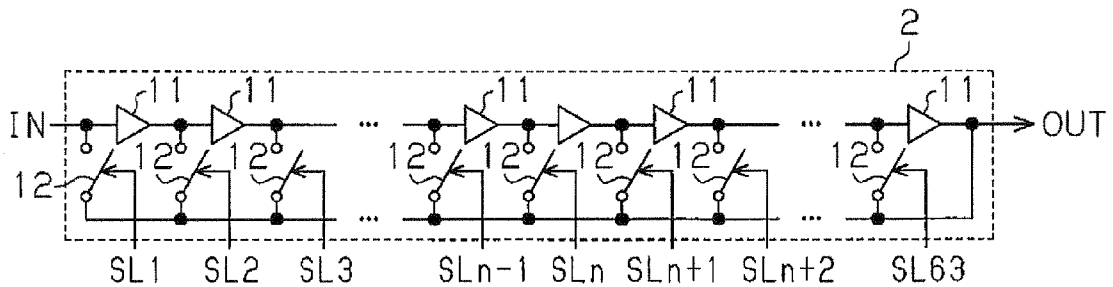 2
11 11 11 11 11
IN ... ... OUT
12 12 12 12 12 12 12 12
... ...
SL1 SL2 SL3 SLn-1 SLn SLn+1 SLn+2 SL63